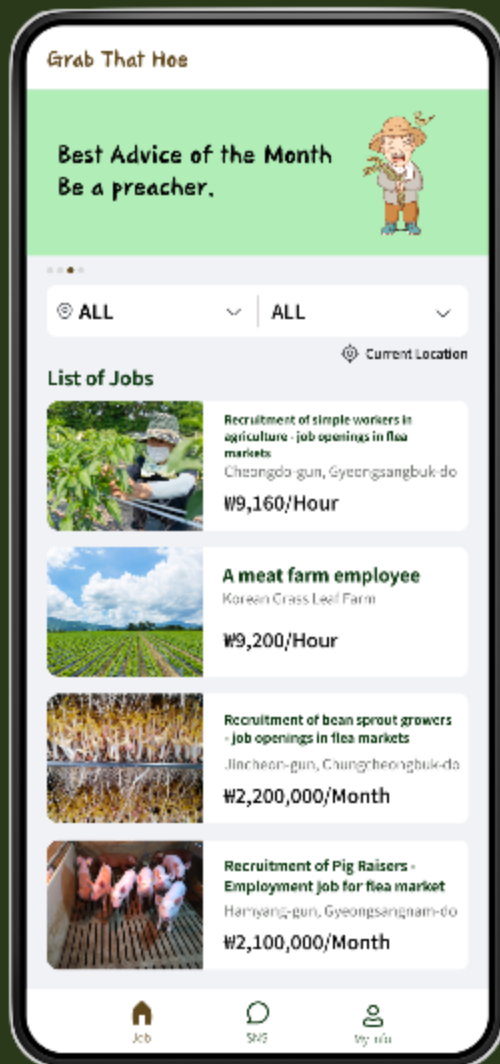 Grab That Hoe
Best Advice of the Month
Be a preacher.
ALL
ALL
Current Location
List of Jobs
Recruitment of simple workers in
agriculture - job openings in flea
markets
Cheongdo-gun, Gyeongsangbuk-do
₩9,160/Hour
A meat farm employee
Korean Grass Leaf Farm
₩9,200/Hour
Recruitment of bean sprout growers
- job openings in flea markets
Jincheon-gun, Chungcheongbuk-do
₩2,200,000/Month
Recruitment of Pig Raisers -
Employment job for flea market
Hamyang-gun, Gyeongsangnam-do
₩2,100,000/Month
Job
SNS
My Info